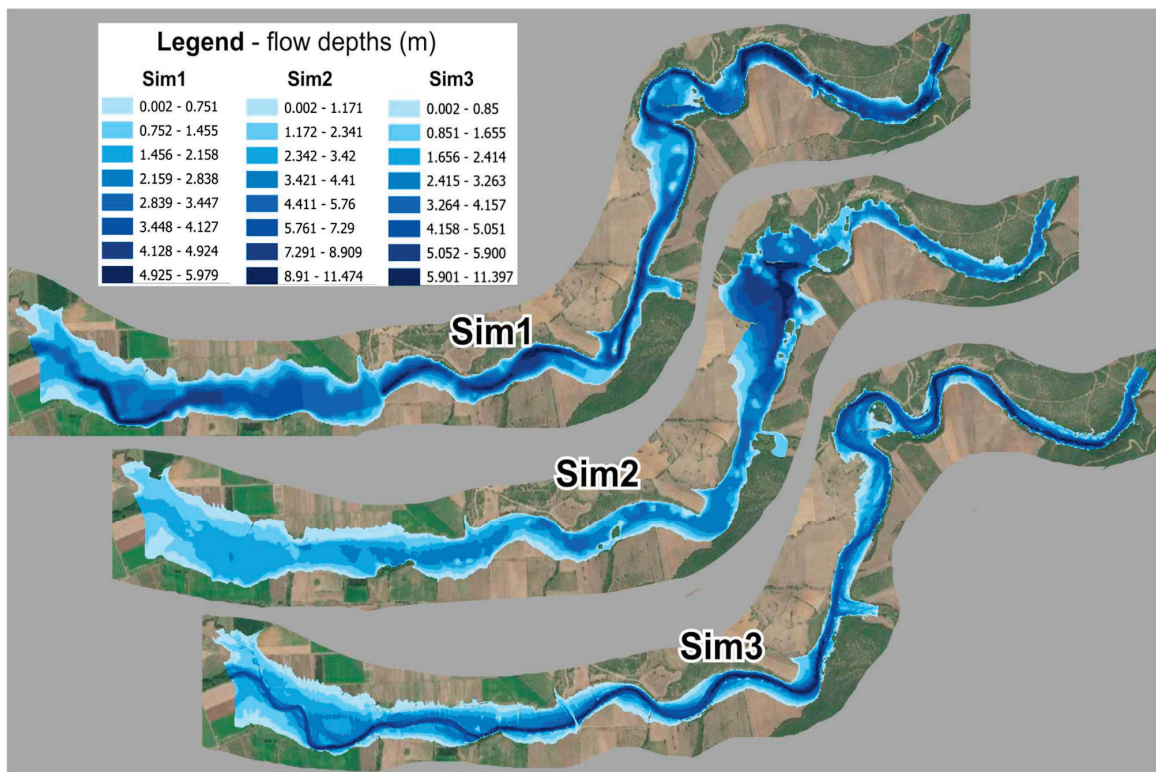 Legend - flow depths (m)
Sim1 Sim2 Sim3
0.002 - 0.751 0.002 - 1.171 0.002 - 0.85
0.752 - 1.455 1.172 - 2.341 0.851 - 1.655
1.456 - 2.158 2.342 - 3.42 1.656 - 2.414
2.159 - 2.838 3.421 - 4.41 2.415 - 3.263
2.839 - 3.447 4.411 - 5.76 3.264 - 4.157
3.448 - 4.127 5.761 - 7.29 4.158 - 5.051
4.128 - 4.924 7.291 - 8.909 5.052 - 5.900
4.925 - 5.979 8.91 - 11.474 5.901 - 11.397
Sim1
Sim2
Sim3